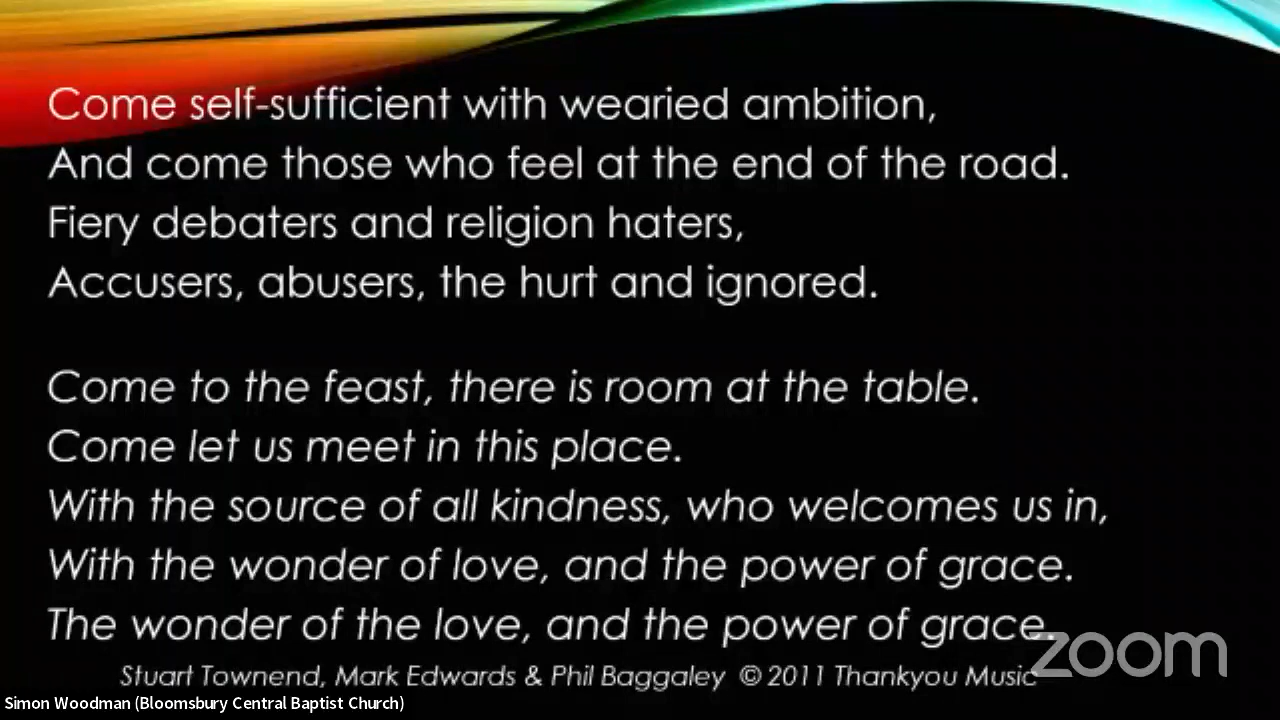 Come self-sufficient with wearied ambition,
And come those who feel at the end of the road.
Fiery debaters and religion haters,
Accusers, abusers, the hurt and ignored.
Come to the feast, there is room at the table.
Come let us meet in this place.
With the source of all kindness, who welcomes us in,
With the wonder of love, and the power of grace.
The wonder of the love, and the power of grace.
Stuart Townend, Mark Edwards & Phil Baggaley © 2011 Thankyou Music
zoom
Simon Woodman (Bloomsbury Central Baptist Church)